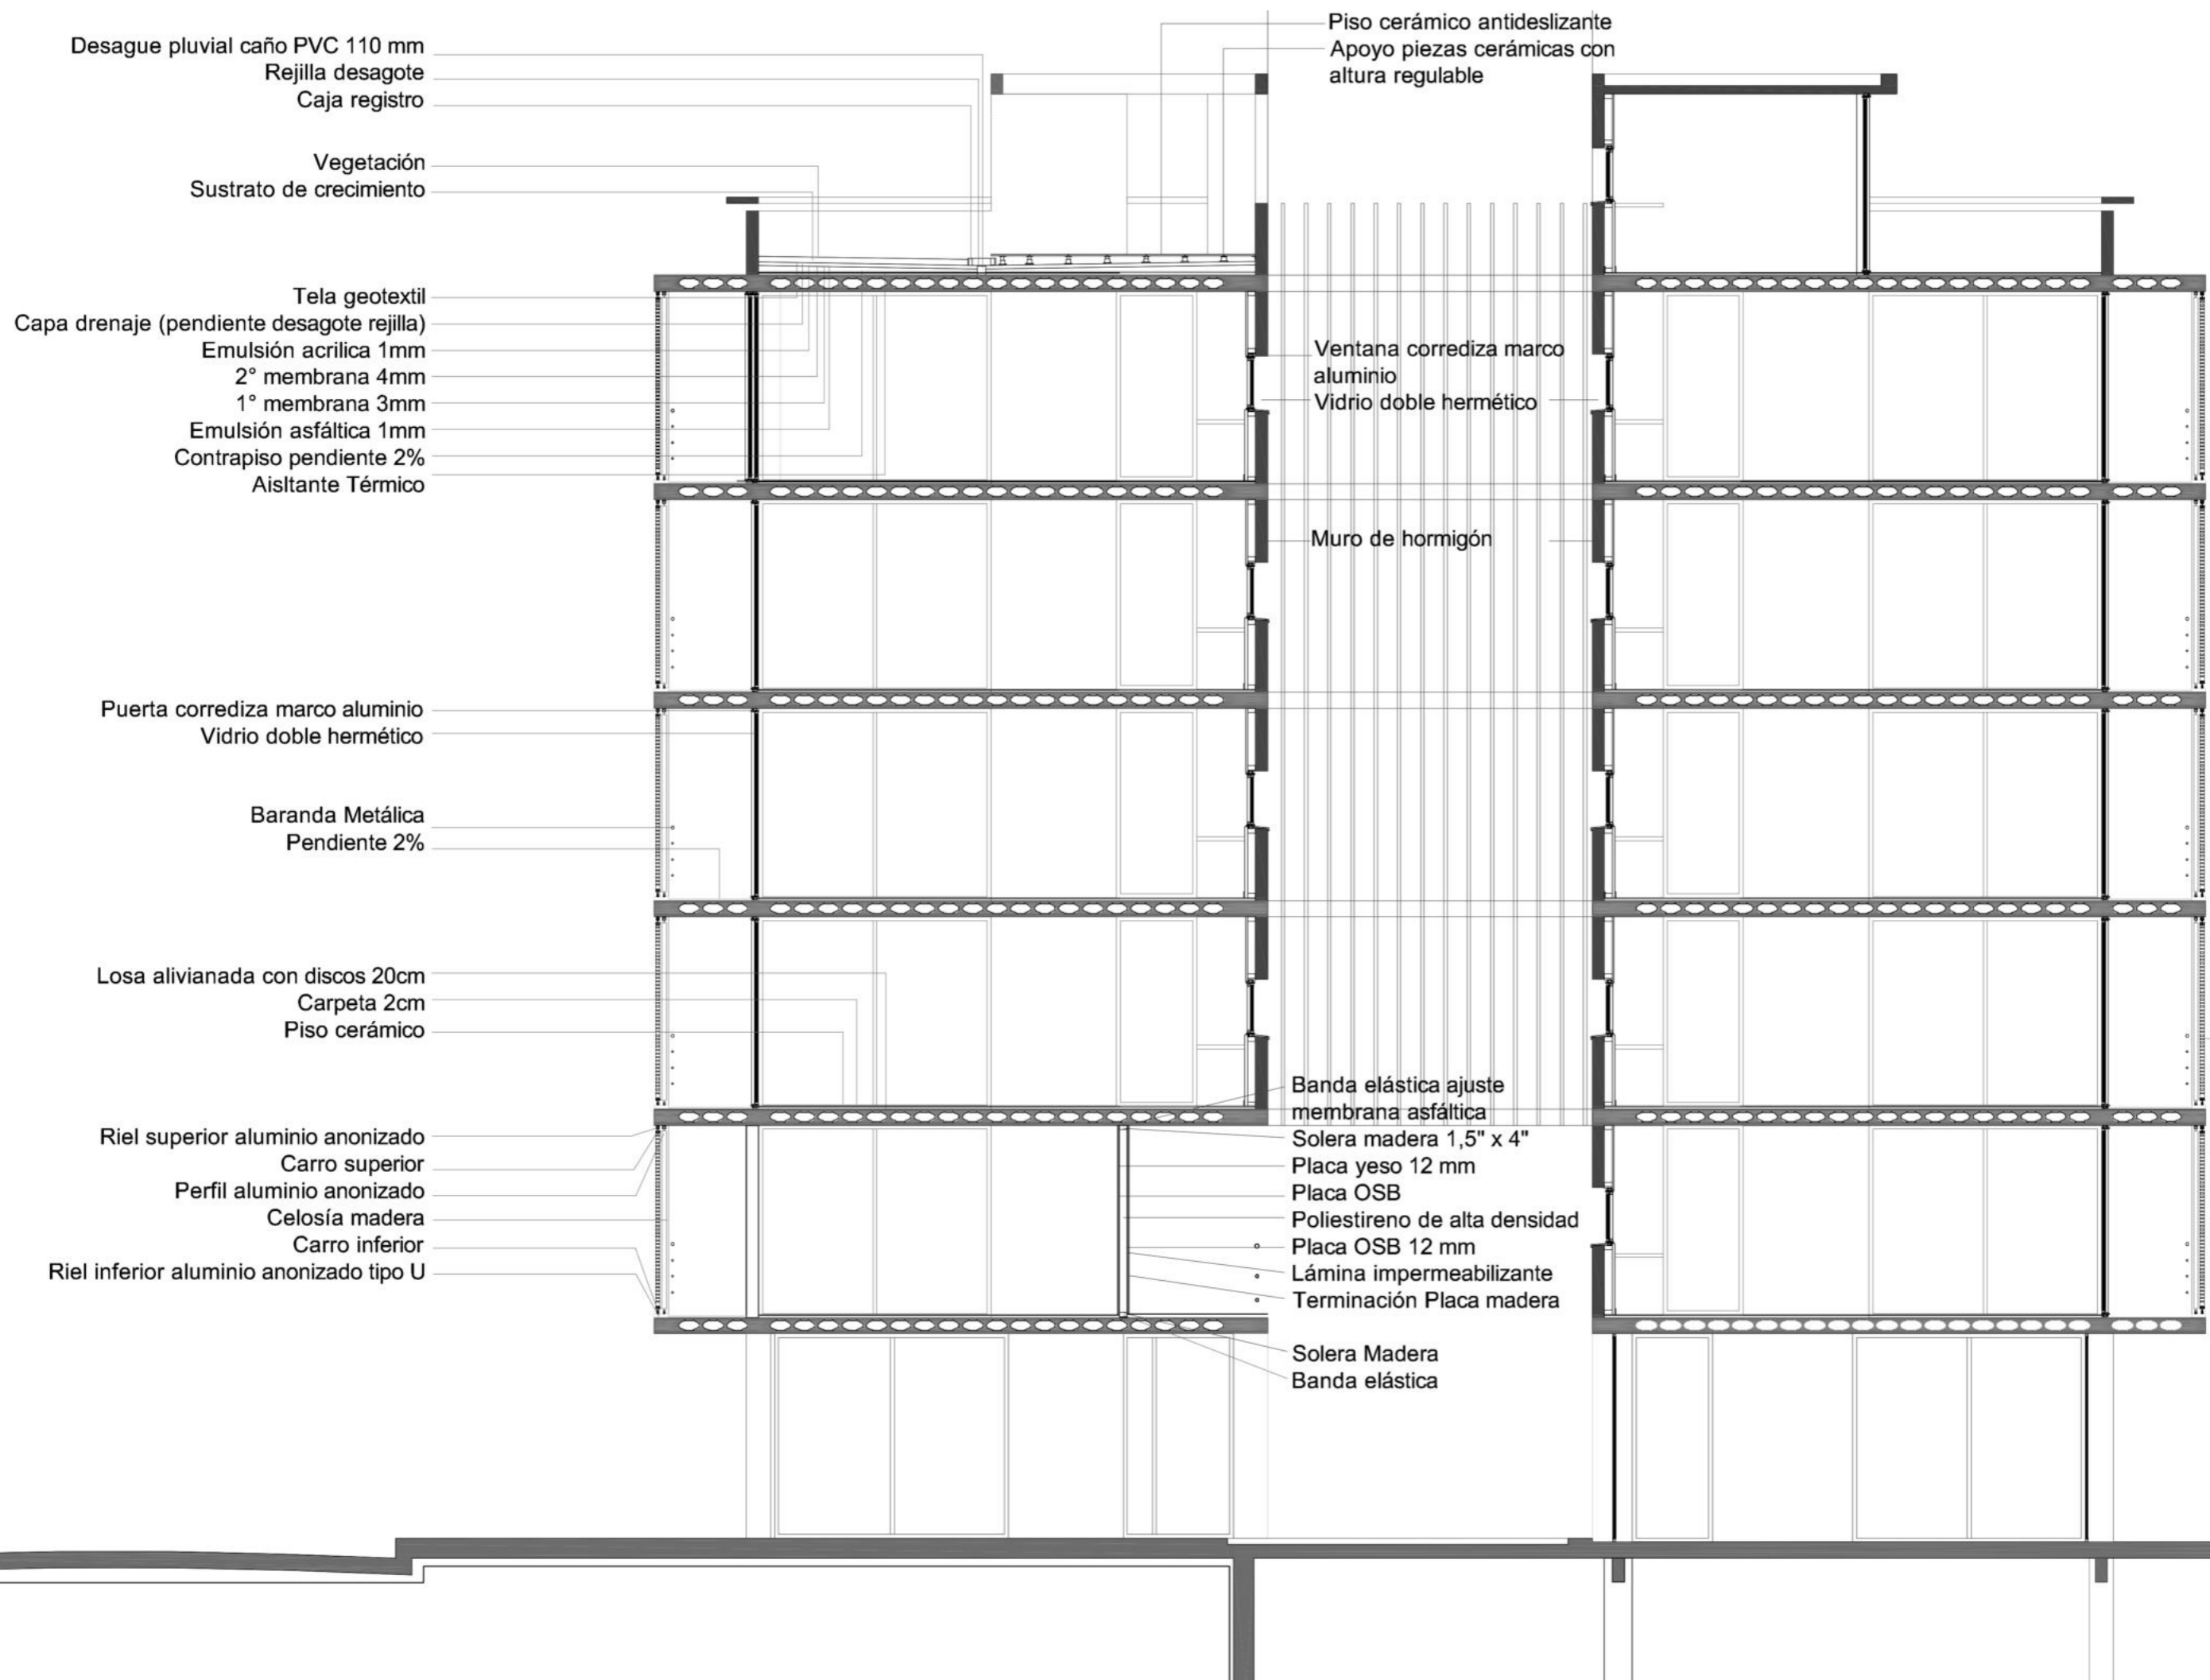 Desague pluvial caño PVC 110 mm
Rejilla desagote
Caja registro
Vegetación
Sustrato de crecimiento
Tela geotextil
Capa drenaje (pendiente desagote rejilla)
Emulsión acrilica 1mm
2° membrana 4mm
1° membrana 3mm
Emulsión asfáltica 1mm
Contrapiso pendiente 2%
Aisltante Térmico
Puerta corrediza marco aluminio
Vidrio doble hermético
Baranda Metálica
Pendiente 2%
Losa alivianada con discos 20cm
Carpeta 2cm
Piso cerámico
Riel superior aluminio anonizado
Carro superior
Perfil aluminio anonizado
Celosía madera
Carro inferior
Riel inferior aluminio anonizado tipo U
Piso cerámico antideslizante
Apoyo piezas cerámicas con
altura regulable
Ventana corrediza marco
aluminio
Vidrio doble hermético
Muro de hormigón
Banda elástica ajuste
membrana asfáltica
Solera madera 1,5" x 4"
Placa yeso 12 mm
Placa OSB
Poliestireno de alta densidad
Placa OSB 12 mm
Lámina impermeabilizante
Terminación Placa madera
Solera Madera
Banda elástica